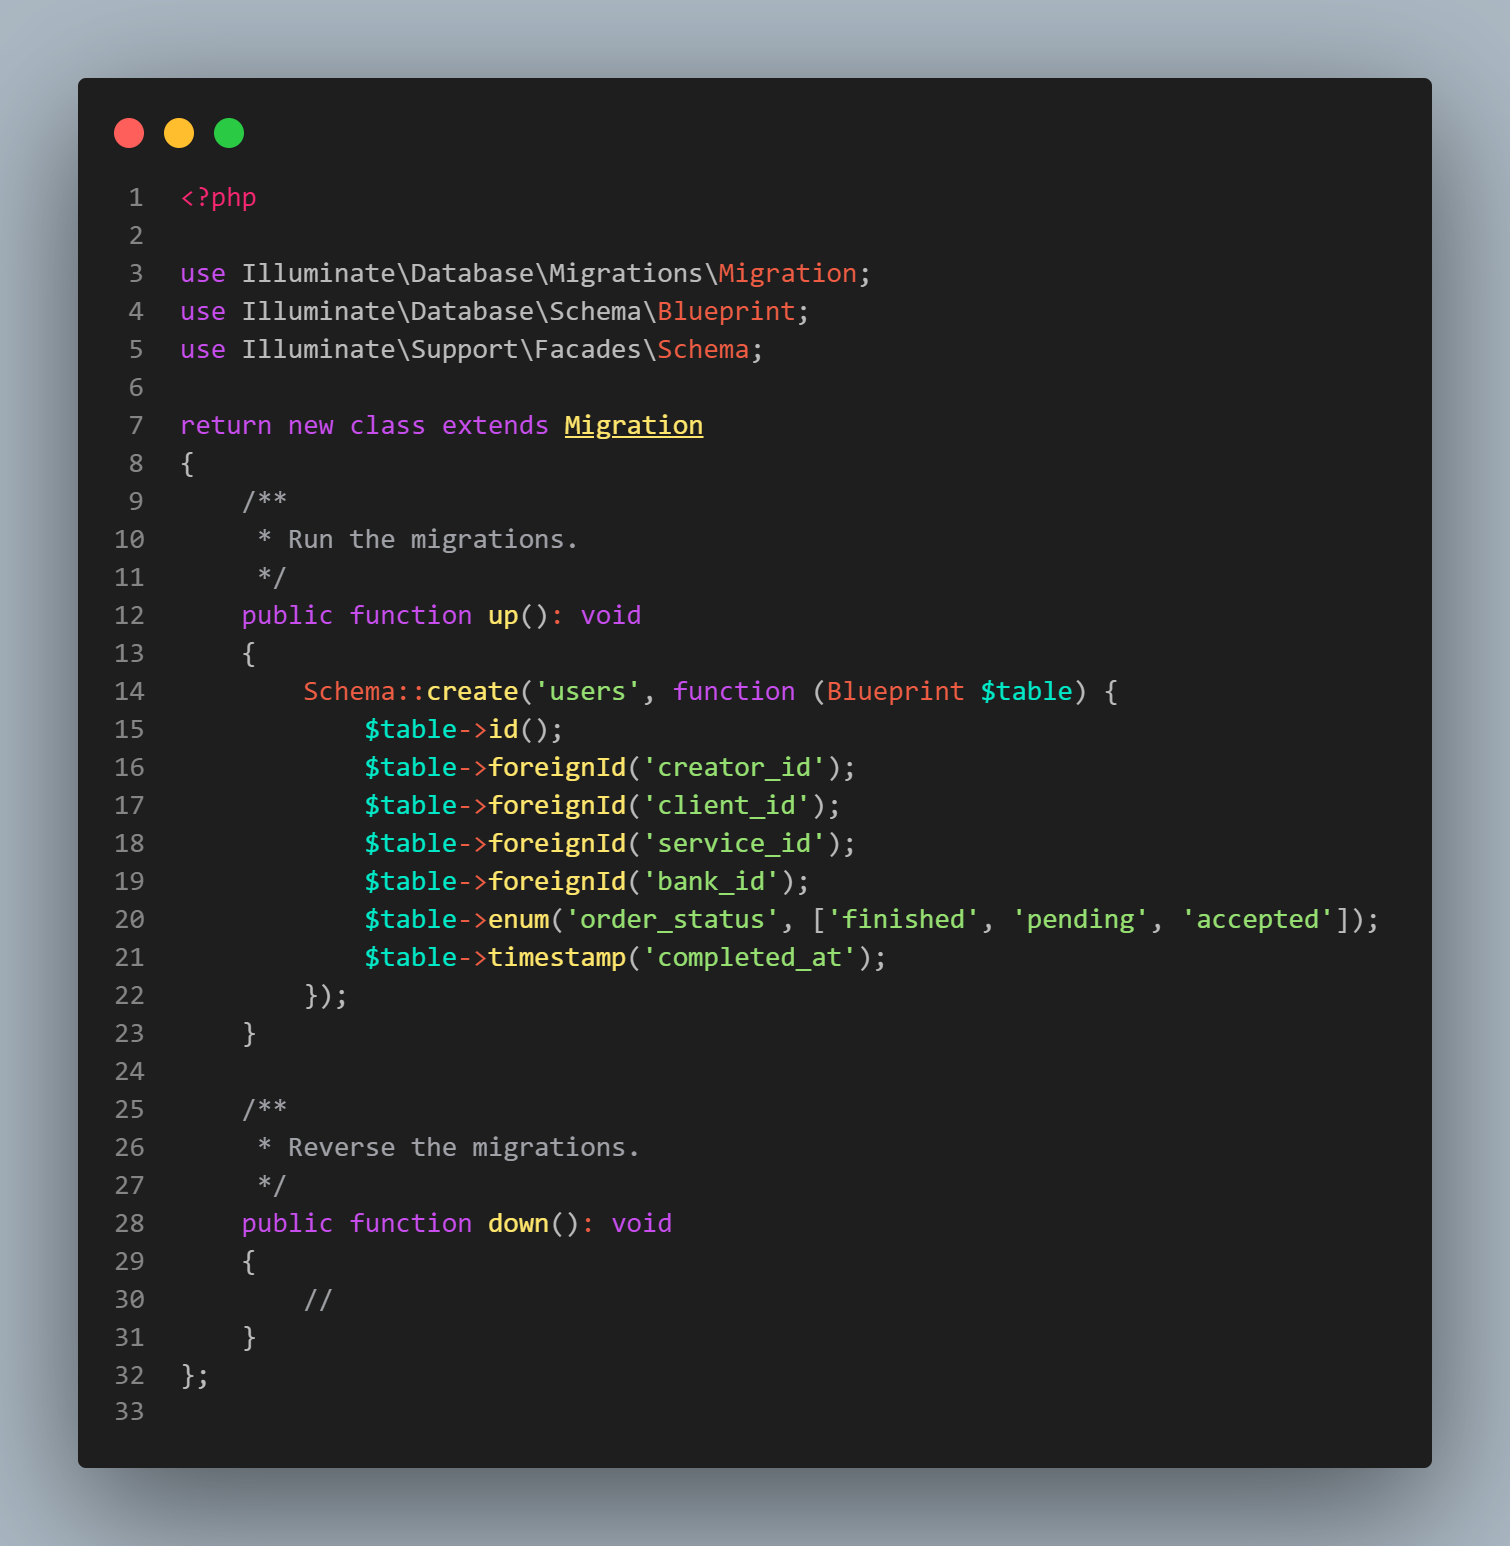 1 <?php
2
3 use Illuminate\Database\Migrations\Migration;
4 use Illuminate\Database\Schema\Blueprint;
5 use Illuminate\Support\Facades\Schema;
6
7 return new class extends Migration
8 {
9     /**
10      * Run the migrations.
11      */
12     public function up(): void
13     {
14         Schema::create('users', function (Blueprint $table) {
15             $table->id();
16             $table->foreignId('creator_id');
17             $table->foreignId('client_id');
18             $table->foreignId('service_id');
19             $table->foreignId('bank_id');
20             $table->enum('order_status', ['finished', 'pending', 'accepted']);
21             $table->timestamp('completed_at');
22         });
23     }
24
25     /**
26      * Reverse the migrations.
27      */
28     public function down(): void
29     {
30         //
31     }
32 };
33